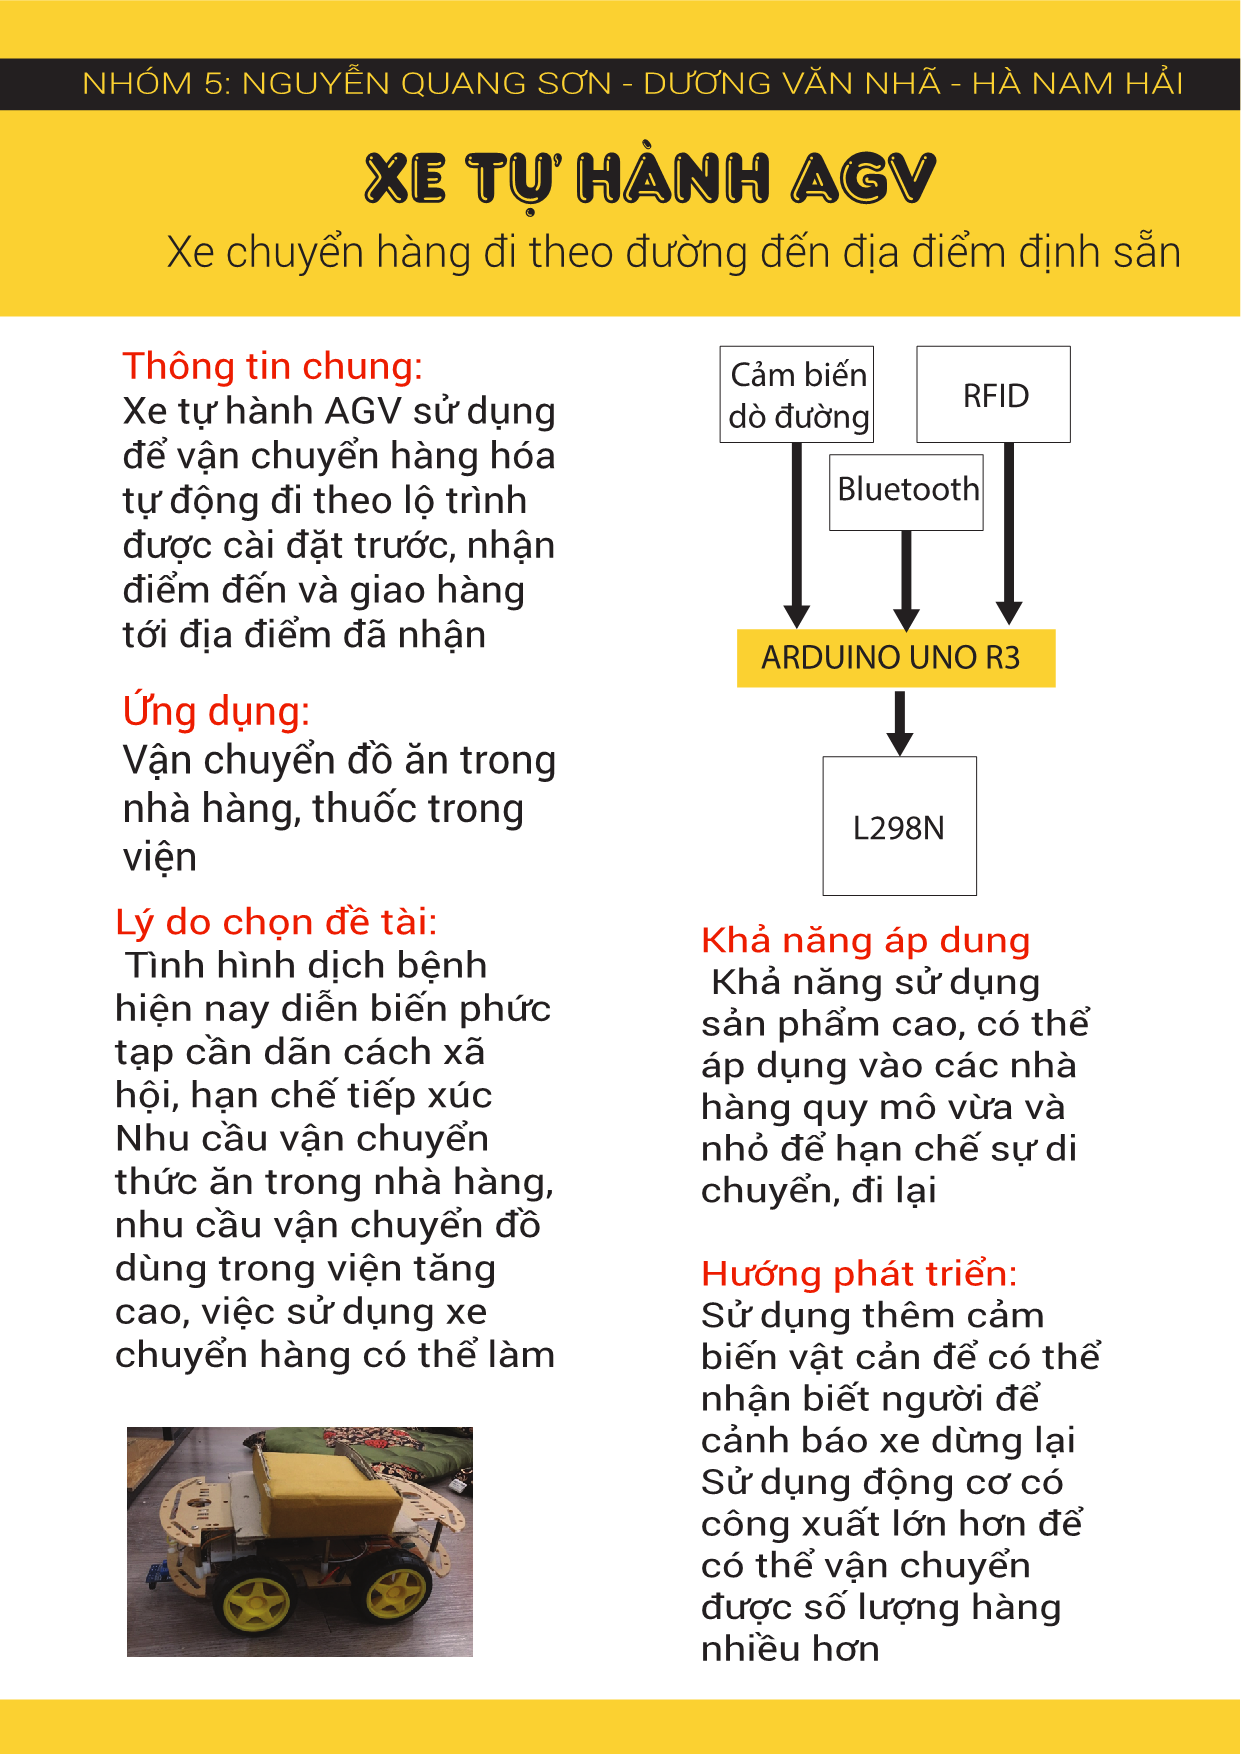 NHÓM 5: NGUYỄN QUANG SƠN - DƯƠNG VĂN NHÃ - HÀ NAM HẢI
XE TỰ HÀNH AGV
Xe chuyển hàng đi theo đường đến địa điểm định sẵn
Thông tin chung:
Xe tự hành AGV sử dụng
để vận chuyển hàng hóa
tự động đi theo lộ trình
được cài đặt trước, nhận
điểm đến và giao hàng
tới địa điểm đã nhận
Ứng dụng:
Vận chuyển đồ ăn trong
nhà hàng, thuốc trong
viện
Lý do chọn đề tài:
Tình hình dịch bệnh
hiện nay diễn biến phức
tạp cần dãn cách xã
hội, hạn chế tiếp xúc
Nhu cầu vận chuyển
thức ăn trong nhà hàng,
nhu cầu vận chuyển đồ
dùng trong viện tăng
cao, việc sử dụng xe
chuyển hàng có thể làm
Cảm biến
dò đường
RFID
Bluetooth
ARDUINO UNO R3
L298N
Khả năng áp dung
Khả năng sử dụng
sản phẩm cao, có thể
áp dụng vào các nhà
hàng quy mô vừa và
nhỏ để hạn chế sự di
chuyển, đi lại
Hướng phát triển:
Sử dụng thêm cảm
biến vật cản để có thể
nhận biết người để
cảnh báo xe dừng lại
Sử dụng động cơ có
công xuất lớn hơn để
có thể vận chuyển
được số lượng hàng
nhiều hơn